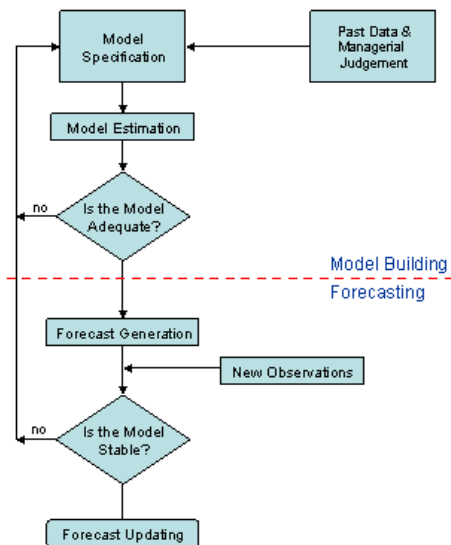 Model
Specification
Past Data &
Managerial
Judgement
Model Estimation
no
Is the Model
Adequate?
Model Building
Forecasting
Forecast Generation
New Observations
no
Is the Model
Stable?
Forecast Updating